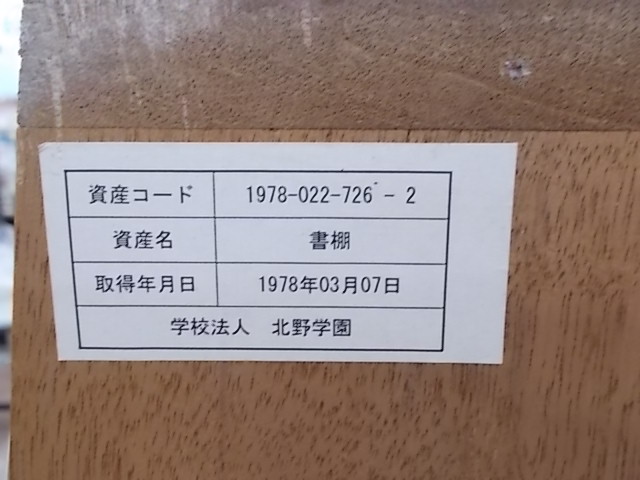 資産コード 1978-022-726 - 2
資産名 書棚
取得年月日 1978年03月07日
学校法人 北野学園